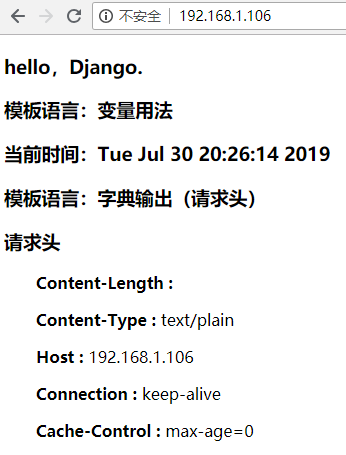 不安全 | 192.168.1.106
hello，Django.
模板语言：变量用法
当前时间：Tue Jul 30 20:26:14 2019
模板语言：字典输出（请求头）
请求头
Content-Length :
Content-Type : text/plain
Host : 192.168.1.106
Connection : keep-alive
Cache-Control : max-age=0